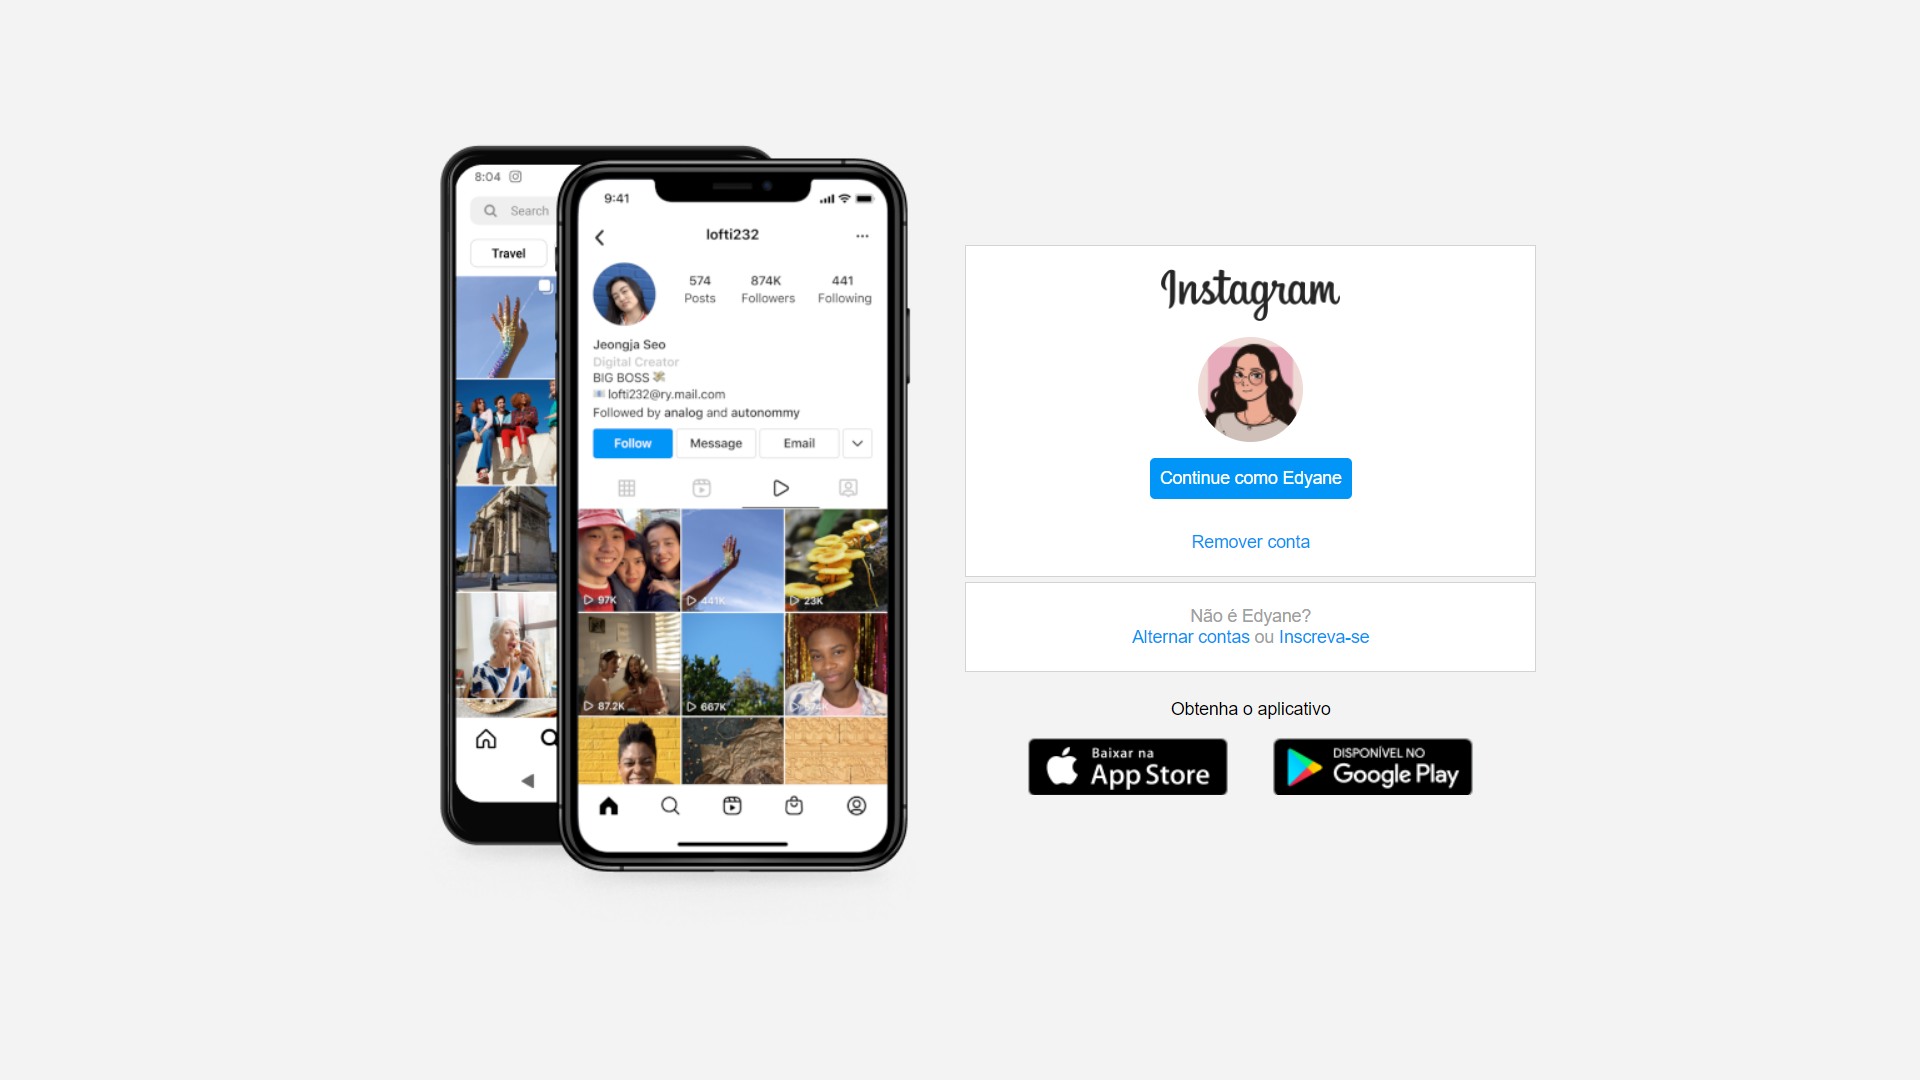 8:04
Search
Travel
9:41
lofti232
574 874K 441
Posts Followers Following
Jeongja Seo
Digital Creator
BIG BOSS
lofti232@ry.mail.com
Followed by analog and autonommy
Follow Message Email
97K 441K 23K
87.2K 667K
Instagram
Continue como Edyane
Remover conta
Não é Edyane?
Alternar contas ou Inscreva-se
Obtenha o aplicativo
Baixar na
App Store
DISPONÍVEL NO
Google Play